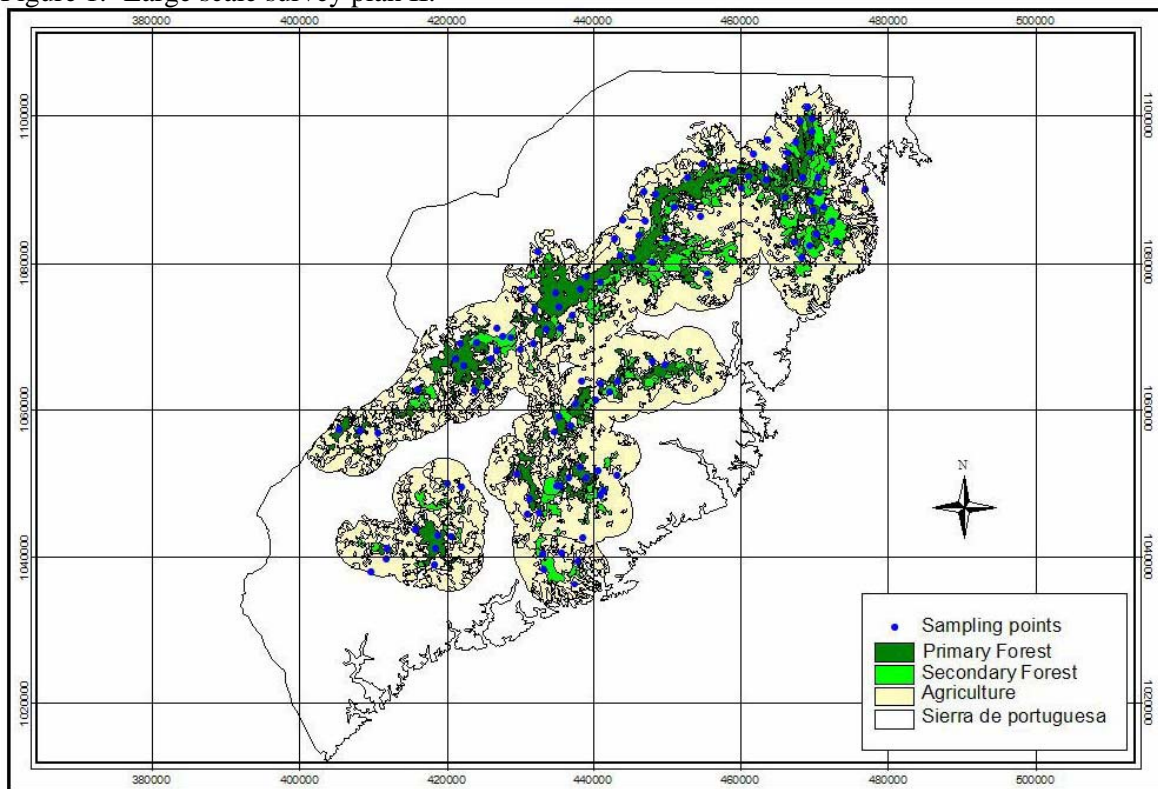 Figure 1. Large scale survey plan II.
380000 400000 420000 440000 460000 480000 500000
1100000 1100000
1080000 1080000
1060000 1060000
N
1040000 1040000
Sampling points
Primary Forest
Secondary Forest
Agriculture
Sierra de portuguesa
1020000 1020000
380000 400000 420000 440000 460000 480000 500000